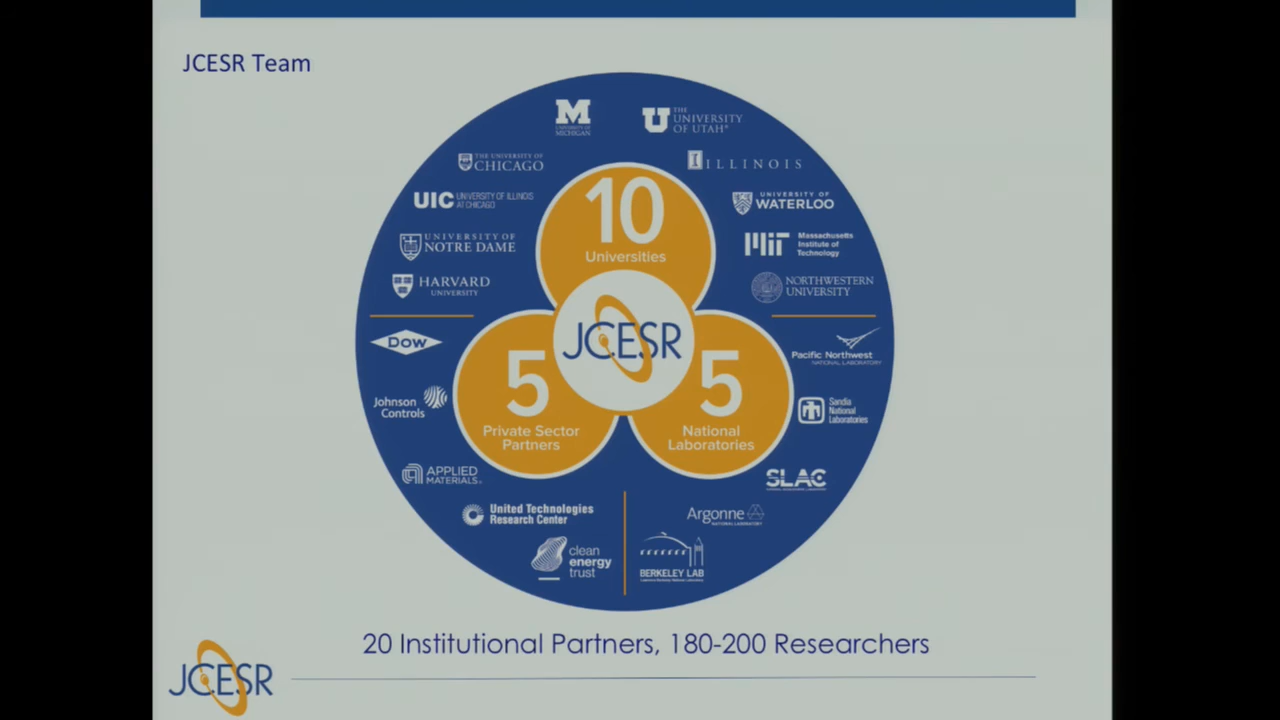 JCESR Team
M
UNIVERSITY OF
MICHIGAN
U
THE
UNIVERSITY
OF UTAH®
THE UNIVERSITY OF
CHICAGO
I ILLINOIS
UIC UNIVERSITY OF ILLINOIS
AT CHICAGO
UNIVERSITY OF
WATERLOO
UNIVERSITY OF
NOTRE DAME
MIT
Massachusetts
Institute of
Technology
HARVARD
UNIVERSITY
NORTHWESTERN
UNIVERSITY
10
Universities
JCESR
5
Private Sector
Partners
5
National
Laboratories
DOW
Johnson
Controls
APPLIED
MATERIALS
United Technologies
Research Center
clean
energy
trust
Pacific Northwest
NATIONAL LABORATORY
Sandia
National
Laboratories
SLAC
Argonne
NATIONAL LABORATORY
BERKELEY LAB
20 Institutional Partners, 180-200 Researchers
JCESR